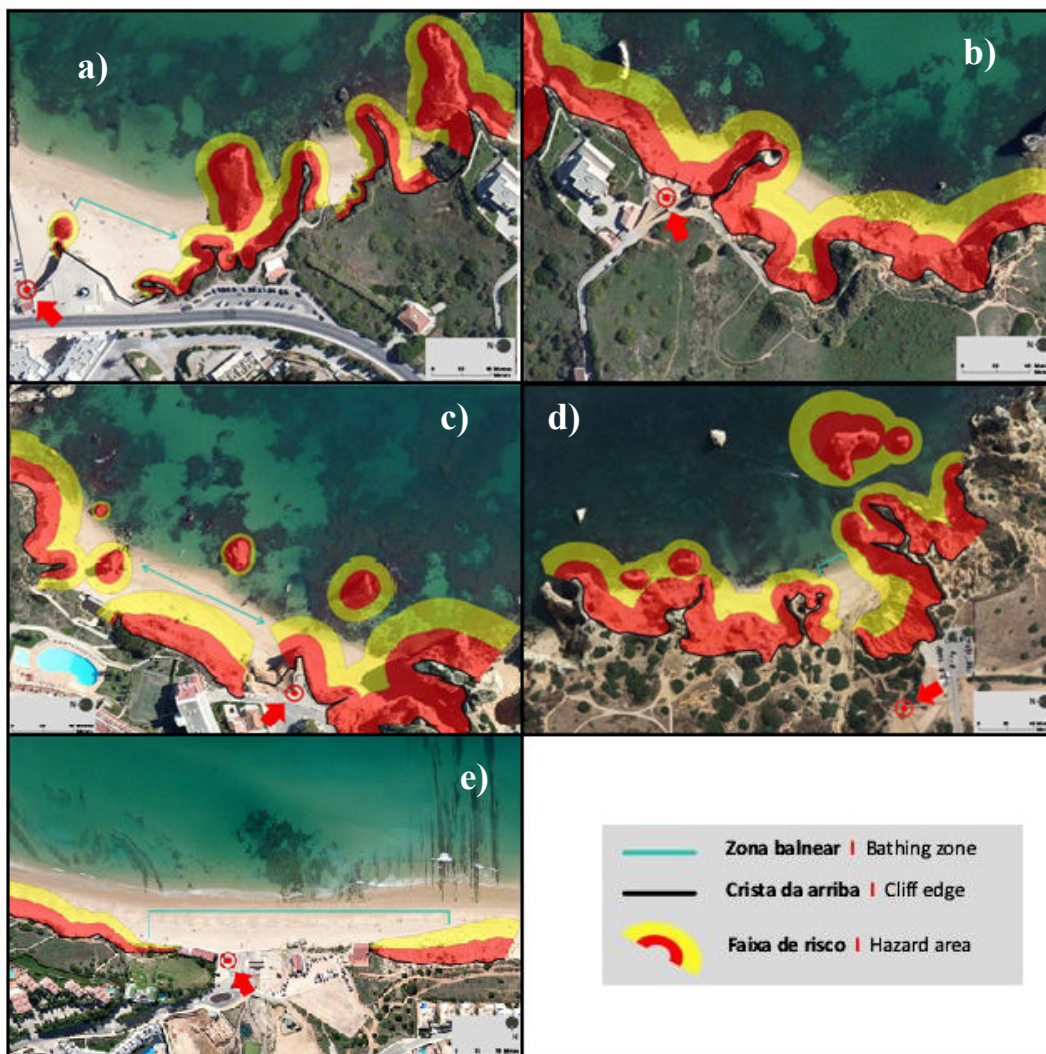 a)
b)
N
N
c)
d)
N
N
e)
Zona balnear | Bathing zone
Crista da arriba | Cliff edge
Faixa de risco | Hazard area